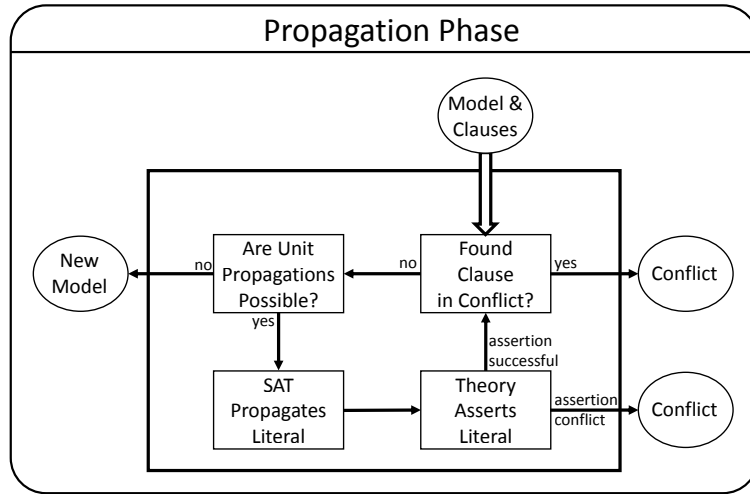 Propagation Phase
Model &
Clauses
Are Unit
Propagations
Possible?
Found
Clause
in Conflict?
New
Model
no
no
yes
Conflict
yes
assertion
successful
SAT
Propagates
Literal
Theory
Asserts
Literal
assertion
conflict
Conflict